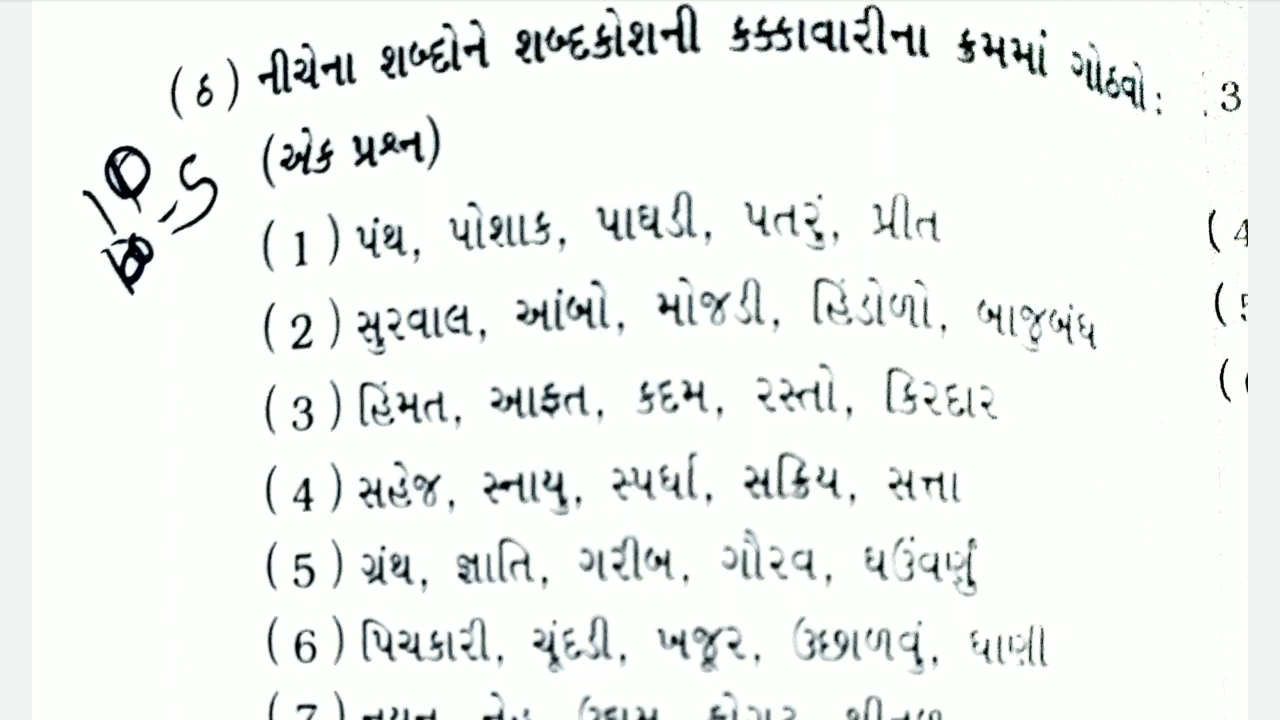 (ઠ) નીચેના શબ્દોને શબ્દકોશની કક્કાવારીના ક્રમમાં ગોઠવો: 3
(એક પ્રશ્ન)
(1) પંથ, પોશાક, પાઘડી, પતરું, પ્રીત
(2) સુરવાલ, આંબો, મોજડી, હિંડોળો, બાજુબંધ
(3) હિંમત, આફત, કદમ, રસ્તો, કિરદાર
(4) સહેજ, સ્નાયુ, સ્પર્ધા, સક્રિય, સત્તા
(5) ગ્રંથ, જ્ઞાતિ, ગરીબ, ગૌરવ, ઘઉંવર્ણું
(6) પિચકારી, ચૂંદડી, ખજૂર, ઉછાળવું, ધાણી